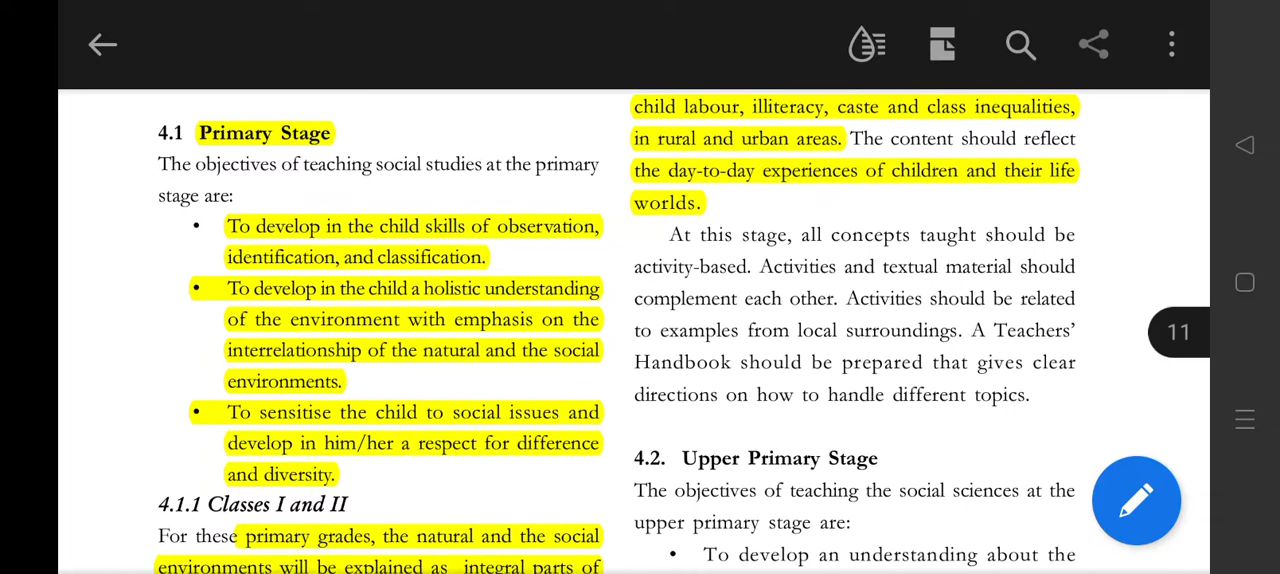 4.1 Primary Stage
The objectives of teaching social studies at the primary
stage are:
• To develop in the child skills of observation,
identification, and classification.
• To develop in the child a holistic understanding
of the environment with emphasis on the
interrelationship of the natural and the social
environments.
• To sensitise the child to social issues and
develop in him/her a respect for difference
and diversity.
4.1.1 Classes I and II
For these primary grades, the natural and the social
environments will be explained as integral parts of
child labour, illiteracy, caste and class inequalities,
in rural and urban areas. The content should reflect
the day-to-day experiences of children and their life
worlds.
At this stage, all concepts taught should be
activity-based. Activities and textual material should
complement each other. Activities should be related
to examples from local surroundings. A Teachers’
Handbook should be prepared that gives clear
directions on how to handle different topics.
4.2. Upper Primary Stage
The objectives of teaching the social sciences at the
upper primary stage are:
• To develop an understanding about the
11